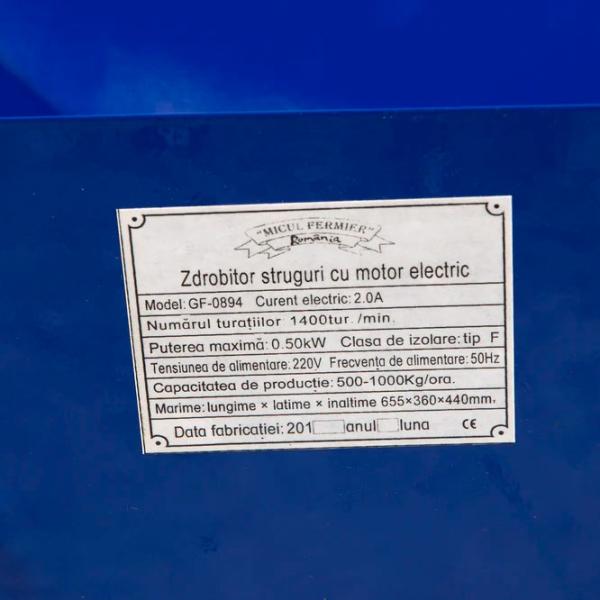 "MICUL FERMIER"
România
Zdrobitor struguri cu motor electric
Model: GF-0894 Curent electric: 2.0A
Numărul turațiilor 1400tur. /min.
Puterea maximă: 0.50kW Clasa de izolare: tip F
Tensiunea de alimentare: 220V Frecvența de alimentare: 50Hz
Capacitatea de producție: 500-1000Kg/ora.
Marime: lungime × latime × inaltime 655×360×440mm.
Data fabricației: 201 anul luna CE